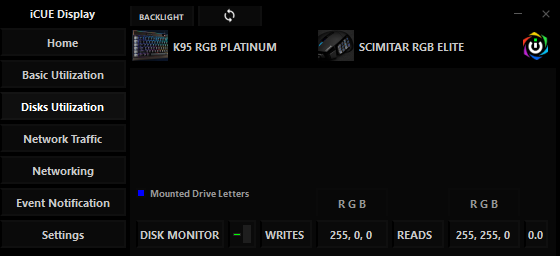 iCUE Display
BACKLIGHT
Home
K95 RGB PLATINUM
SCIMITAR RGB ELITE
Basic Utilization
Disks Utilization
Network Traffic
Networking
Event Notification
Settings
Mounted Drive Letters
R G B
R G B
DISK MONITOR
WRITES
255, 0, 0
READS
255, 255, 0
0.0